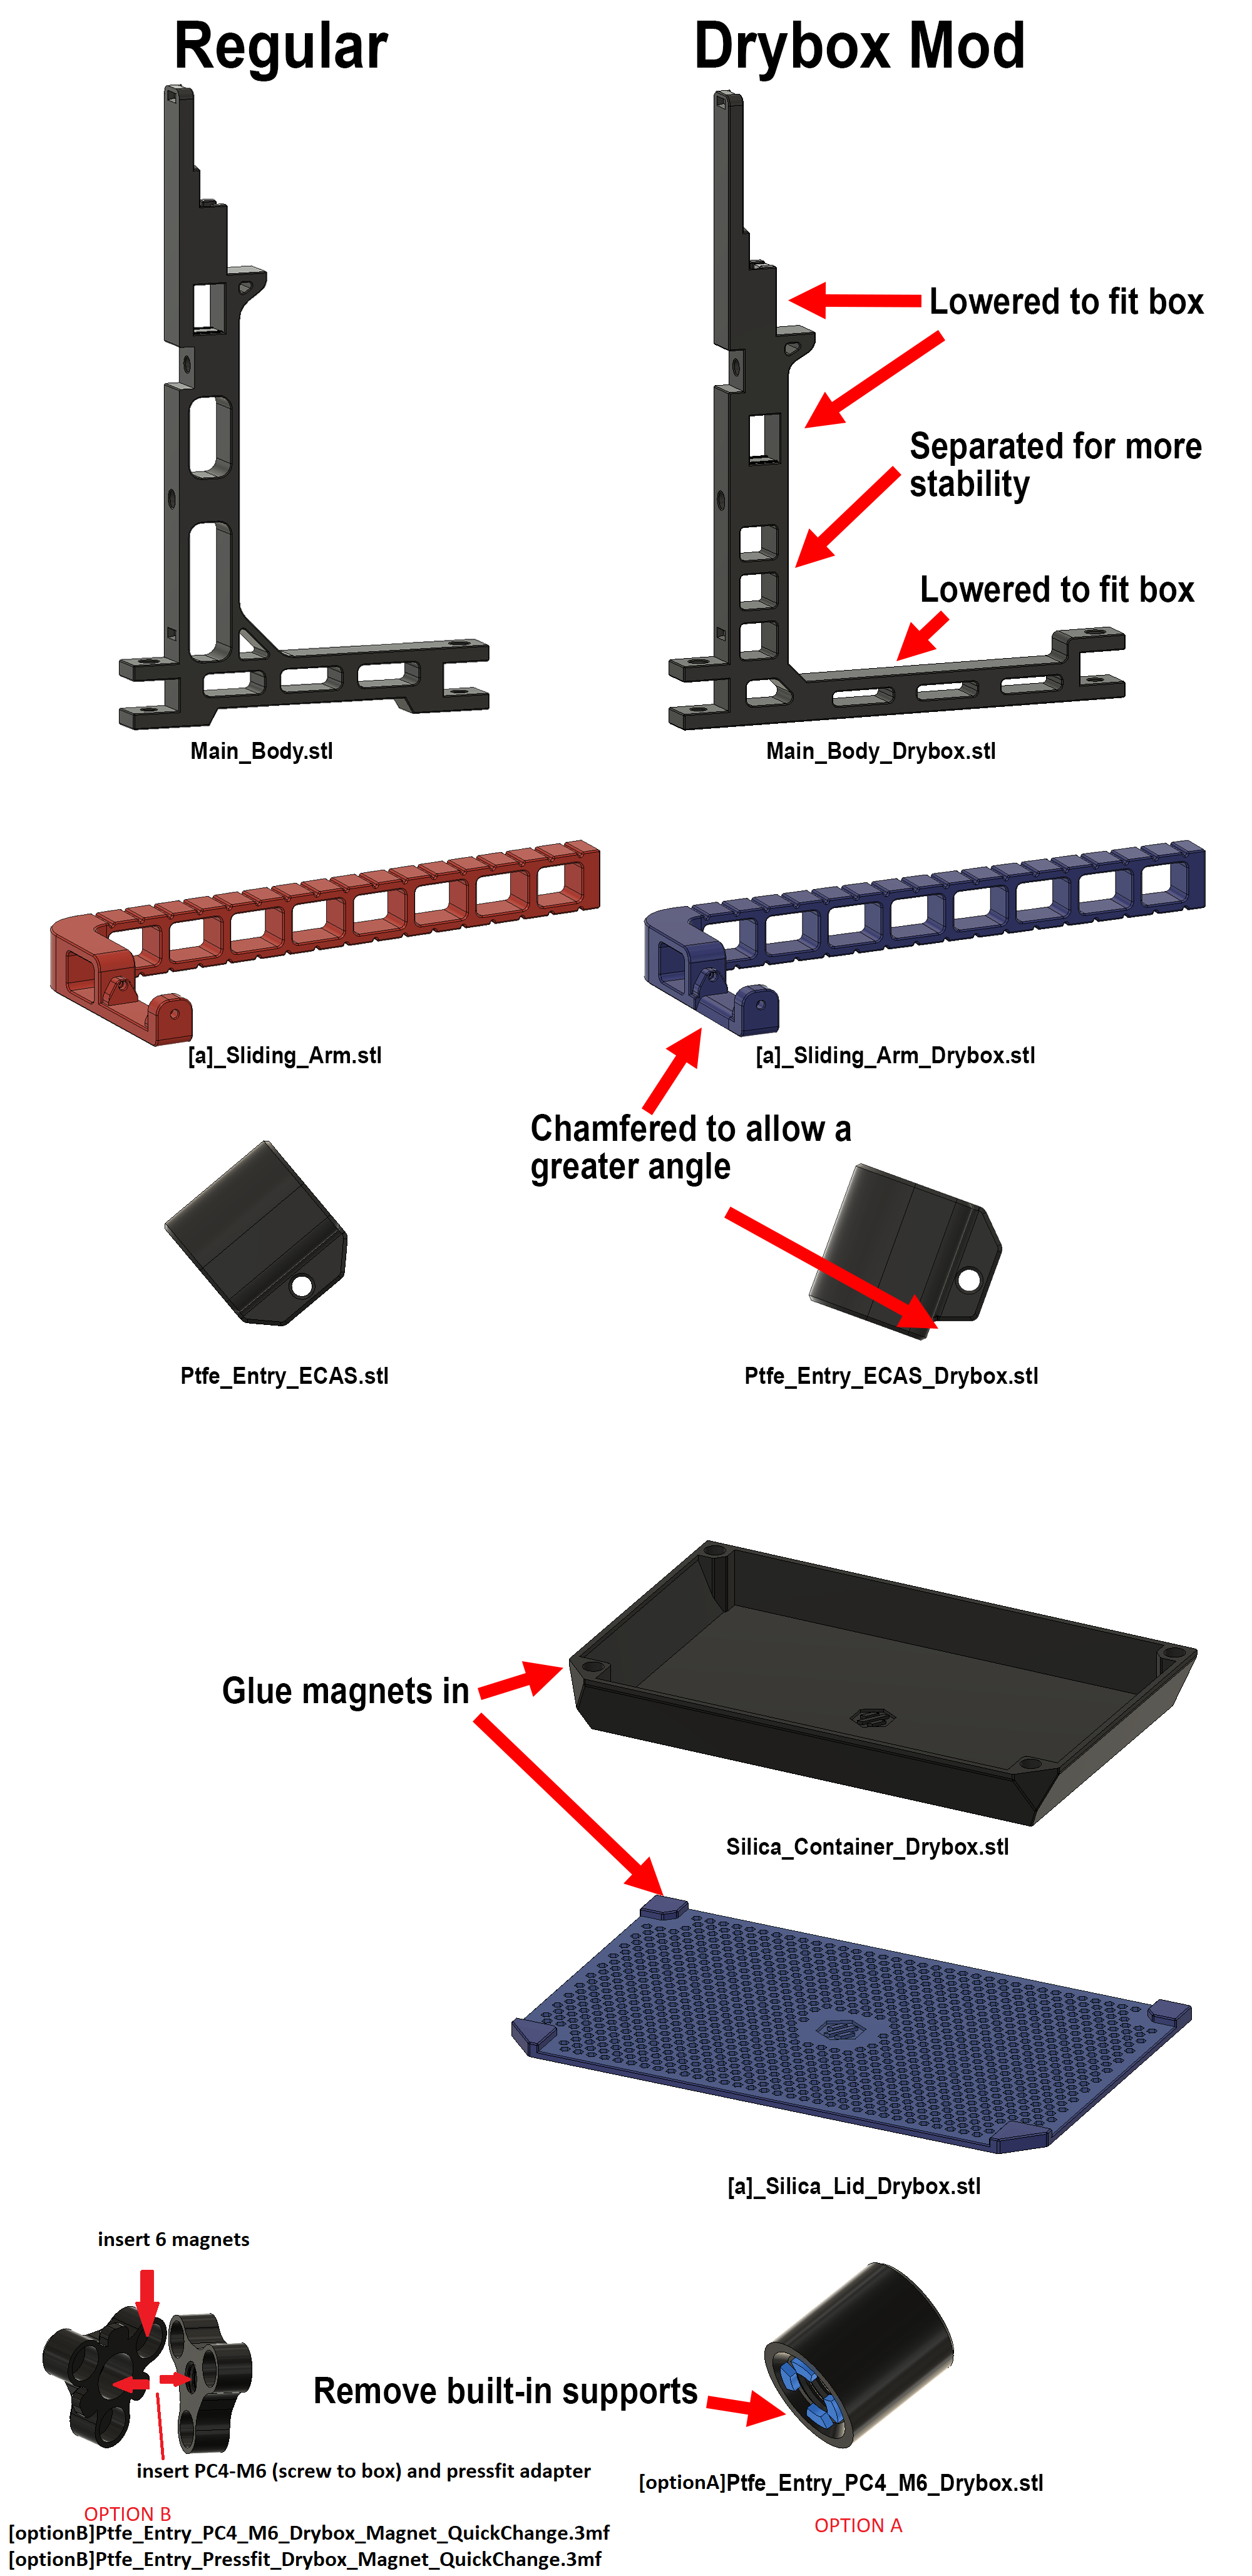 Regular
Drybox Mod
Lowered to fit box
Separated for more
stability
Lowered to fit box
Main_Body.stl
Main_Body_Drybox.stl
[a]_Sliding_Arm.stl
[a]_Sliding_Arm_Drybox.stl
Chamfered to allow a
greater angle
Ptfe_Entry_ECAS.stl
Ptfe_Entry_ECAS_Drybox.stl
Glue magnets in
Silica_Container_Drybox.stl
[a]_Silica_Lid_Drybox.stl
insert 6 magnets
Remove built-in supports
insert PC4-M6 (screw to box) and pressfit adapter
[optionA]Ptfe_Entry_PC4_M6_Drybox.stl
OPTION B
OPTION A
[optionB]Ptfe_Entry_PC4_M6_Drybox_Magnet_QuickChange.3mf
[optionB]Ptfe_Entry_Pressfit_Drybox_Magnet_QuickChange.3mf